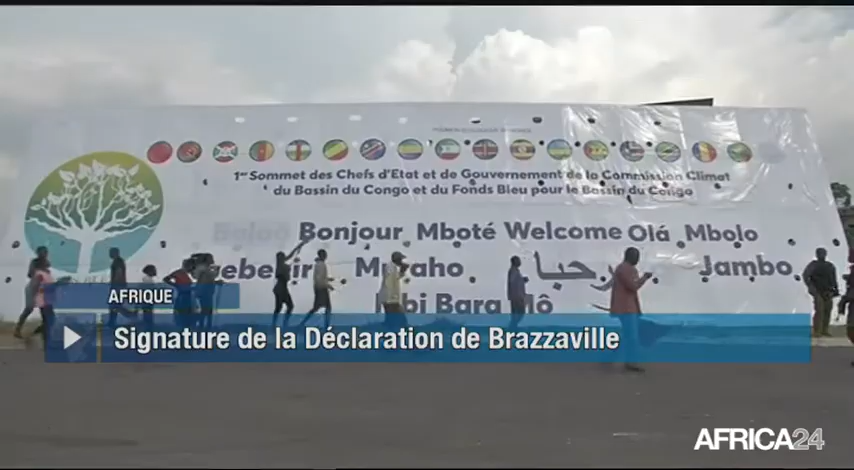 1er Sommet des Chefs d'Etat et de Gouvernement de la Commission Climat
du Bassin du Congo et du Fonds Bleu pour le Bassin du Congo
Bonjour Mboté Welcome Olá Mbolo
مرحبا Jambo
Bara
AFRIQUE
Signature de la Déclaration de Brazzaville
AFRICA24